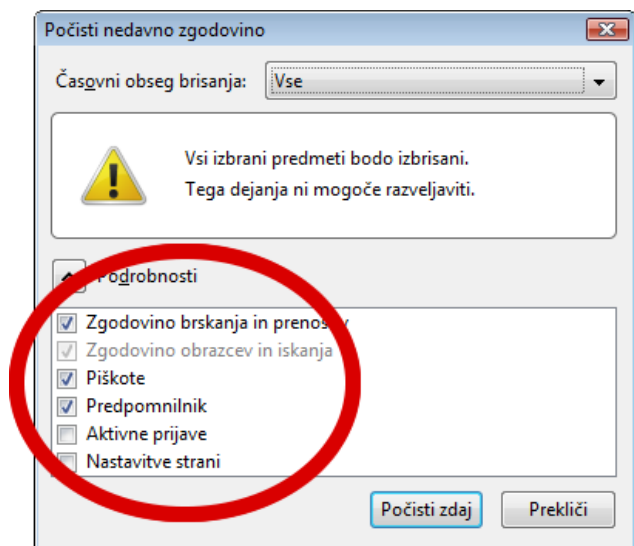 Počisti nedavno zgodovino
Časovni obseg brisanja: Vse
Vsi izbrani predmeti bodo izbrisani.
Tega dejanja ni mogoče razveljaviti.
Podrobnosti
Zgodovino brskanja in prenosov
Zgodovino obrazcev in iskanja
Piškote
Predpomnilnik
Aktivne prijave
Nastavitve strani
Počisti zdaj Prekliči